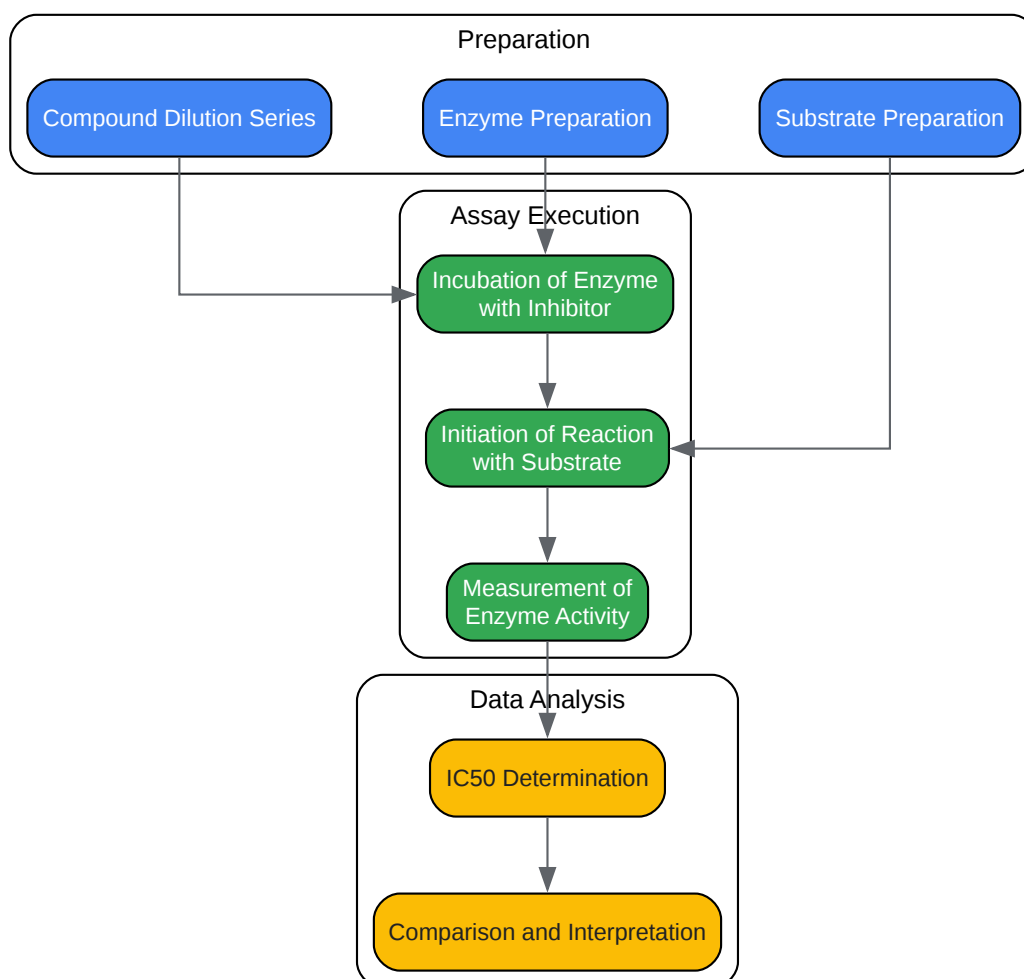 Preparation
Compound Dilution Series
Enzyme Preparation
Substrate Preparation
Assay Execution
Incubation of Enzyme
with Inhibitor
Initiation of Reaction
with Substrate
Measurement of
Enzyme Activity
Data Analysis
IC50 Determination
Comparison and Interpretation